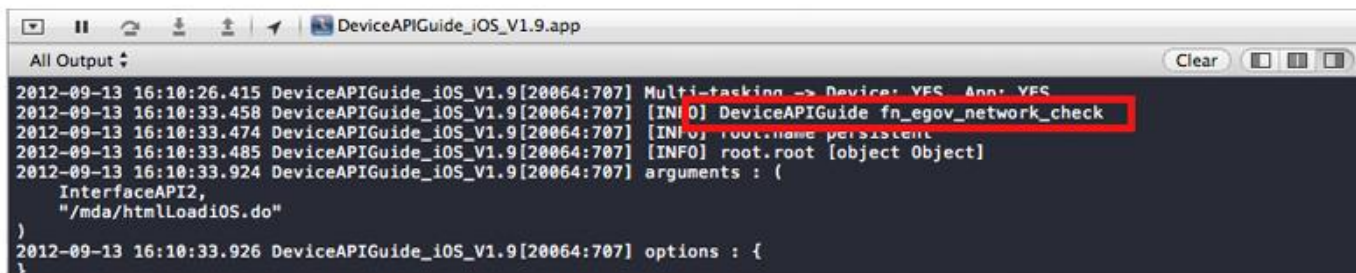 DeviceAPIGuide_iOS_V1.9.app
All Output
Clear
2012-09-13 16:10:26.415 DeviceAPIGuide_iOS_V1.9[20064:707] Multi-tasking -> Device: YES, App: YES
2012-09-13 16:10:33.458 DeviceAPIGuide_iOS_V1.9[20064:707] [INFO] DeviceAPIGuide fn_egov_network_check
2012-09-13 16:10:33.474 DeviceAPIGuide_iOS_V1.9[20064:707] [INFO] root.name persistent
2012-09-13 16:10:33.485 DeviceAPIGuide_iOS_V1.9[20064:707] [INFO] root.root [object Object]
2012-09-13 16:10:33.924 DeviceAPIGuide_iOS_V1.9[20064:707] arguments : (
InterfaceAPI2,
"/mda/htmlLoadiOS.do"
)
2012-09-13 16:10:33.926 DeviceAPIGuide_iOS_V1.9[20064:707] options : {
}